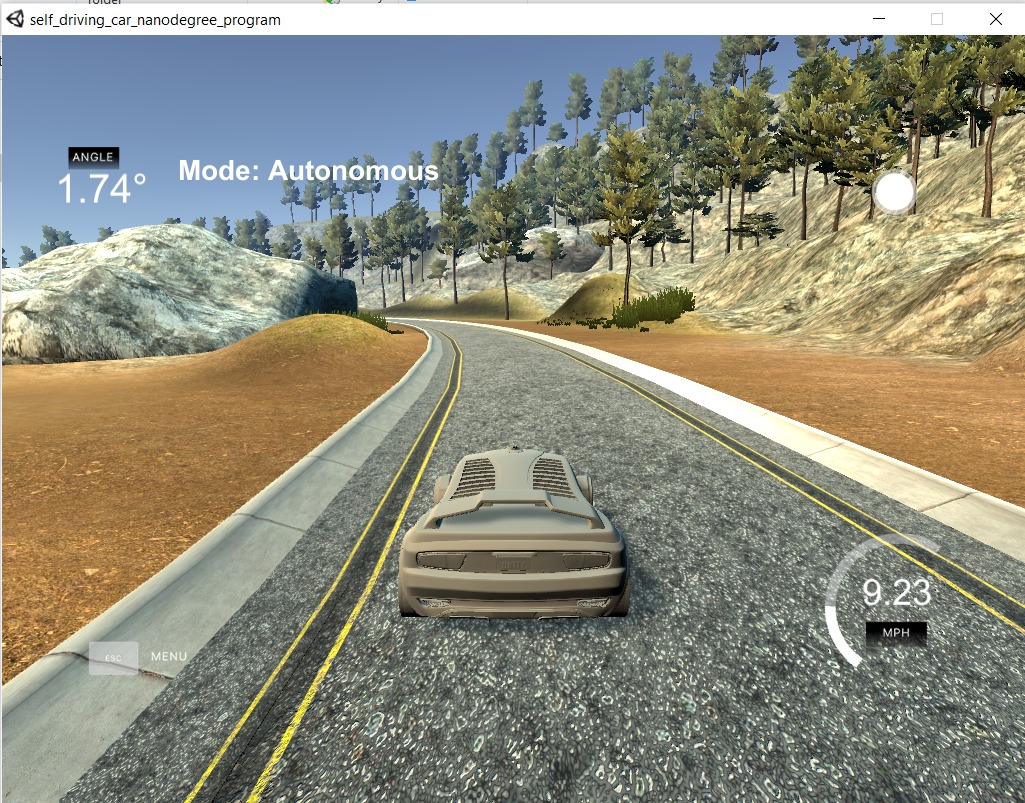 self_driving_car_nanodegree_program
ANGLE
1.74°
Mode: Autonomous
9.23
MPH
ESC
MENU